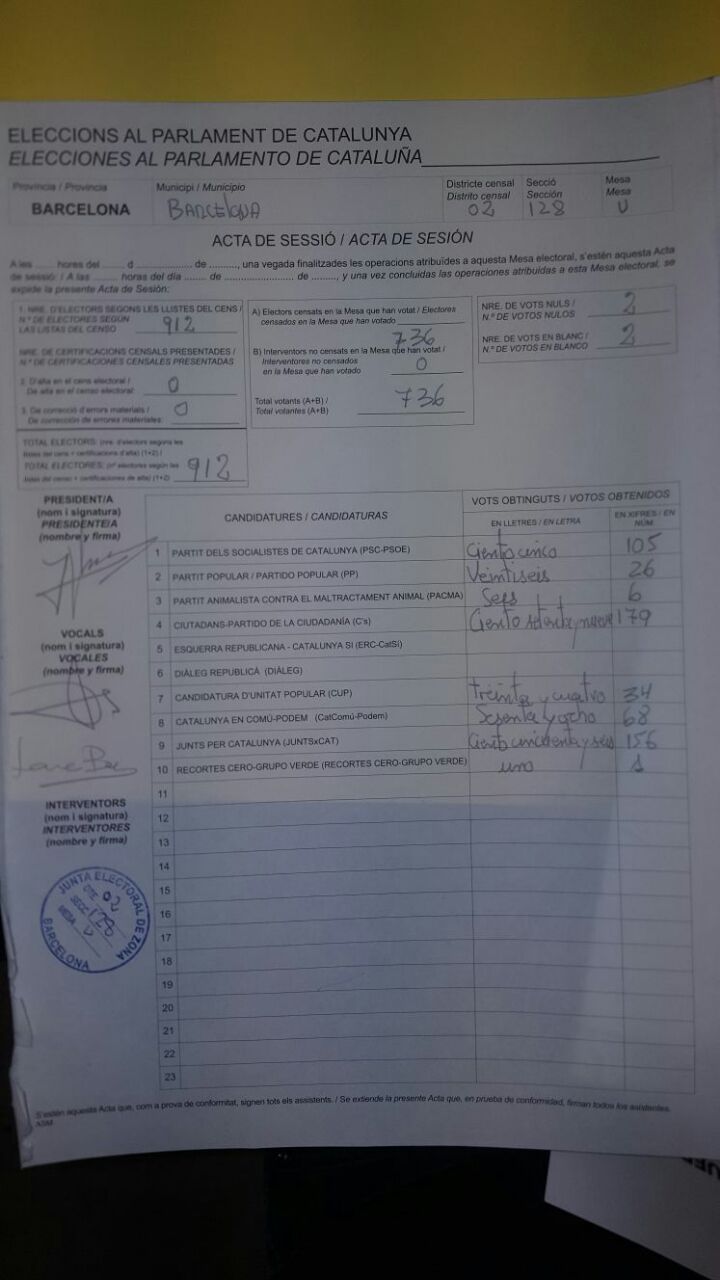 ELECCIONS AL PARLAMENT DE CATALUNYA
ELECCIONES AL PARLAMENTO DE CATALUÑA
Província / Provincia Municipi / Municipio Districte censal Secció Mesa
Distrito censal Sección Mesa
BARCELONA BARCELONA 02 128 U
ACTA DE SESSIÓ / ACTA DE SESIÓN
A les ........ hores del ....... d .................. de .........., una vegada finalitzades les operacions atribuïdes a aquesta Mesa electoral, s'estén aquesta Acta
de sessió: / A las ......... horas del día ....... de ....................... de ........, y una vez concluidas las operaciones atribuidas a esta Mesa electoral, se
expide la presente Acta de Sesión:
1. NRE. D'ELECTORS SEGONS LES LLISTES DEL CENS /
N.º DE ELECTORES SEGÚN
LAS LISTAS DEL CENSO 912
NRE. DE CERTIFICACIONS CENSALS PRESENTADES /
N.º DE CERTIFICACIONES CENSALES PRESENTADAS
2. D'alta en el cens electoral /
De alta en el censo electoral: 0
3. De correcció d'errors materials /
De corrección de errores materiales: 0
TOTAL ELECTORS: (nre. d'electors segons les
llistes del cens + certificacions d'alta) (1+2) /
TOTAL ELECTORES: (nº electores según las
listas del censo + certificaciones de alta) (1+2) 912
A) Electors censats en la Mesa que han votat / Electores
censados en la Mesa que han votado 736
B) Interventors no censats en la Mesa que han votat /
Interventores no censados
en la Mesa que han votado 0
Total votants (A+B) /
Total votantes (A+B) 736
NRE. DE VOTS NULS /
N.º DE VOTOS NULOS 2
NRE. DE VOTS EN BLANC /
N.º DE VOTOS EN BLANCO 2
PRESIDENT/A
(nom i signatura)
PRESIDENTE/A
(nombre y firma)
VOCALS
(nom i signatura)
VOCALES
(nombre y firma)
INTERVENTORS
(nom i signatura)
INTERVENTORES
(nombre y firma)
JUNTA ELECTORAL DE ZONA
DTE. 02
SECC. 128
MESA U
BARCELONA
CANDIDATURES / CANDIDATURAS VOTS OBTINGUTS / VOTOS OBTENIDOS
EN LLETRES / EN LETRA EN XIFRES / EN NÚM.
1 PARTIT DELS SOCIALISTES DE CATALUNYA (PSC-PSOE) Ciento cinco 105
2 PARTIT POPULAR / PARTIDO POPULAR (PP) Veintiseis 26
3 PARTIT ANIMALISTA CONTRA EL MALTRACTAMENT ANIMAL (PACMA) Seis 6
4 CIUTADANS-PARTIDO DE LA CIUDADANÍA (C's) Ciento setenta y nueve 179
5 ESQUERRA REPUBLICANA - CATALUNYA SI (ERC-CatSí)
6 DIÀLEG REPUBLICÀ (DIÀLEG)
7 CANDIDATURA D'UNITAT POPULAR (CUP) treinta y cuatro 34
8 CATALUNYA EN COMÚ-PODEM (CatComú-Podem) Sesenta y ocho 68
9 JUNTS PER CATALUNYA (JUNTSxCAT) Ciento cincuenta y seis 156
10 RECORTES CERO-GRUPO VERDE (RECORTES CERO-GRUPO VERDE) uno 1
11
12
13
14
15
16
17
18
19
20
21
22
23
S'estén aquesta Acta que, com a prova de conformitat, signen tots els assistents. / Se extiende la presente Acta que, en prueba de conformidad, firman todos los asistentes.